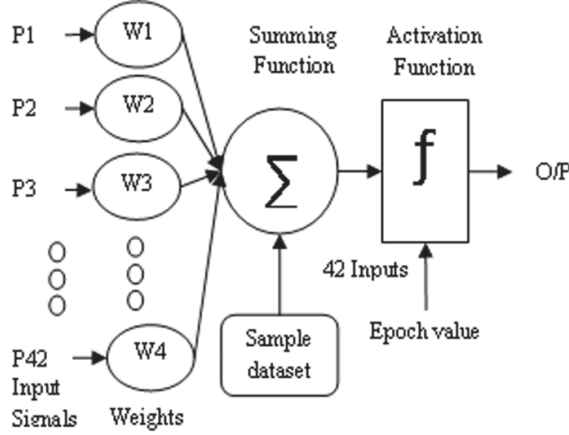 P1
W1
Summing
Function
Activation
Function
P2
W2
P3
W3
∑
f
O/P
42 Inputs
Sample
dataset
Epoch value
P42
W4
Input
Signals
Weights